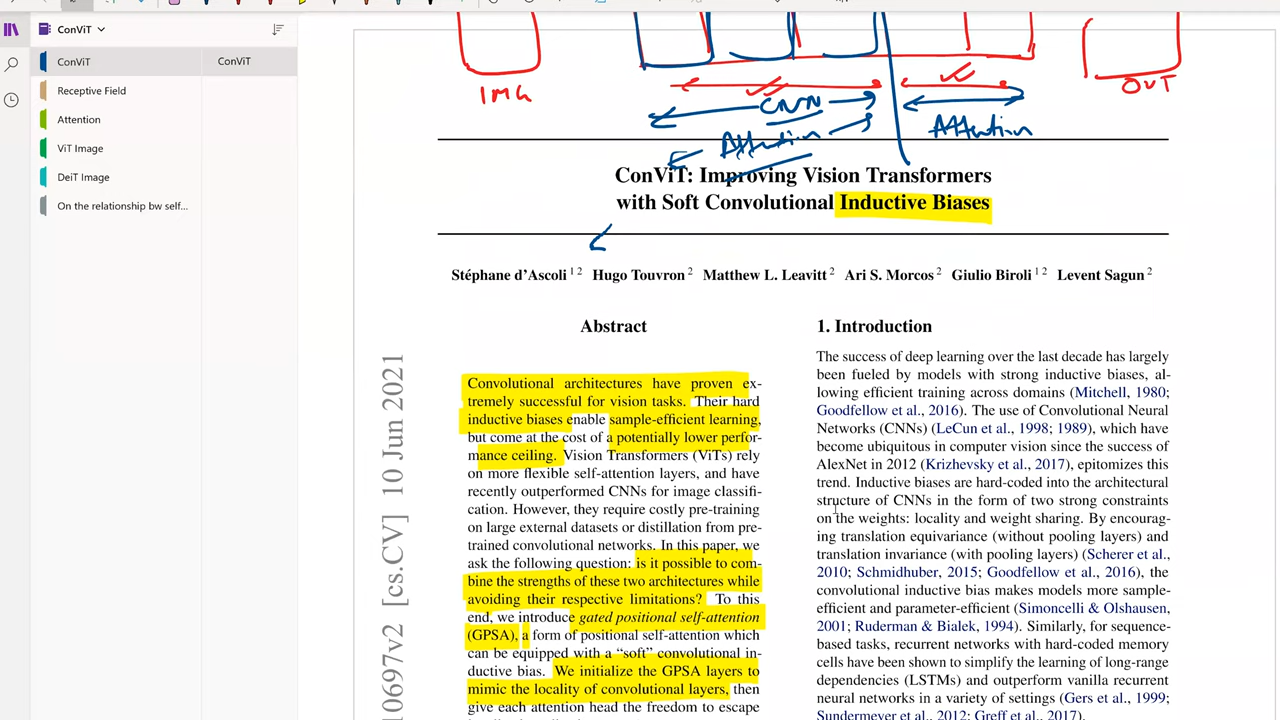 ConViT
ConViT
Receptive Field
Attention
ViT Image
DeiT Image
On the relationship bw self...
ConViT
IMG
CNN
Attention
Attention
OUT
ConViT: Improving Vision Transformers
with Soft Convolutional Inductive Biases
Stéphane d'Ascoli 1 2 Hugo Touvron 2 Matthew L. Leavitt 2 Ari S. Morcos 2 Giulio Biroli 1 2 Levent Sagun 2
Abstract
Convolutional architectures have proven ex-
tremely successful for vision tasks. Their hard
inductive biases enable sample-efficient learning,
but come at the cost of a potentially lower perfor-
mance ceiling. Vision Transformers (ViTs) rely
on more flexible self-attention layers, and have
recently outperformed CNNs for image classifi-
cation. However, they require costly pre-training
on large external datasets or distillation from pre-
trained convolutional networks. In this paper, we
ask the following question: is it possible to com-
bine the strengths of these two architectures while
avoiding their respective limitations? To this
end, we introduce gated positional self-attention
(GPSA), a form of positional self-attention which
can be equipped with a “soft” convolutional in-
ductive bias. We initialize the GPSA layers to
mimic the locality of convolutional layers, then
give each attention head the freedom to escape
1. Introduction
The success of deep learning over the last decade has largely
been fueled by models with strong inductive biases, al-
lowing efficient training across domains (Mitchell, 1980;
Goodfellow et al., 2016). The use of Convolutional Neural
Networks (CNNs) (LeCun et al., 1998; 1989), which have
become ubiquitous in computer vision since the success of
AlexNet in 2012 (Krizhevsky et al., 2017), epitomizes this
trend. Inductive biases are hard-coded into the architectural
structure of CNNs in the form of two strong constraints
on the weights: locality and weight sharing. By encourag-
ing translation equivariance (without pooling layers) and
translation invariance (with pooling layers) (Scherer et al.,
2010; Schmidhuber, 2015; Goodfellow et al., 2016), the
convolutional inductive bias makes models more sample-
efficient and parameter-efficient (Simoncelli & Olshausen,
2001; Ruderman & Bialek, 1994). Similarly, for sequence-
based tasks, recurrent networks with hard-coded memory
cells have been shown to simplify the learning of long-range
dependencies (LSTMs) and outperform vanilla recurrent
neural networks in a variety of settings (Gers et al., 1999;
Sundermeyer et al., 2012; Greff et al., 2017).
10697v2 [cs.CV] 10 Jun 2021